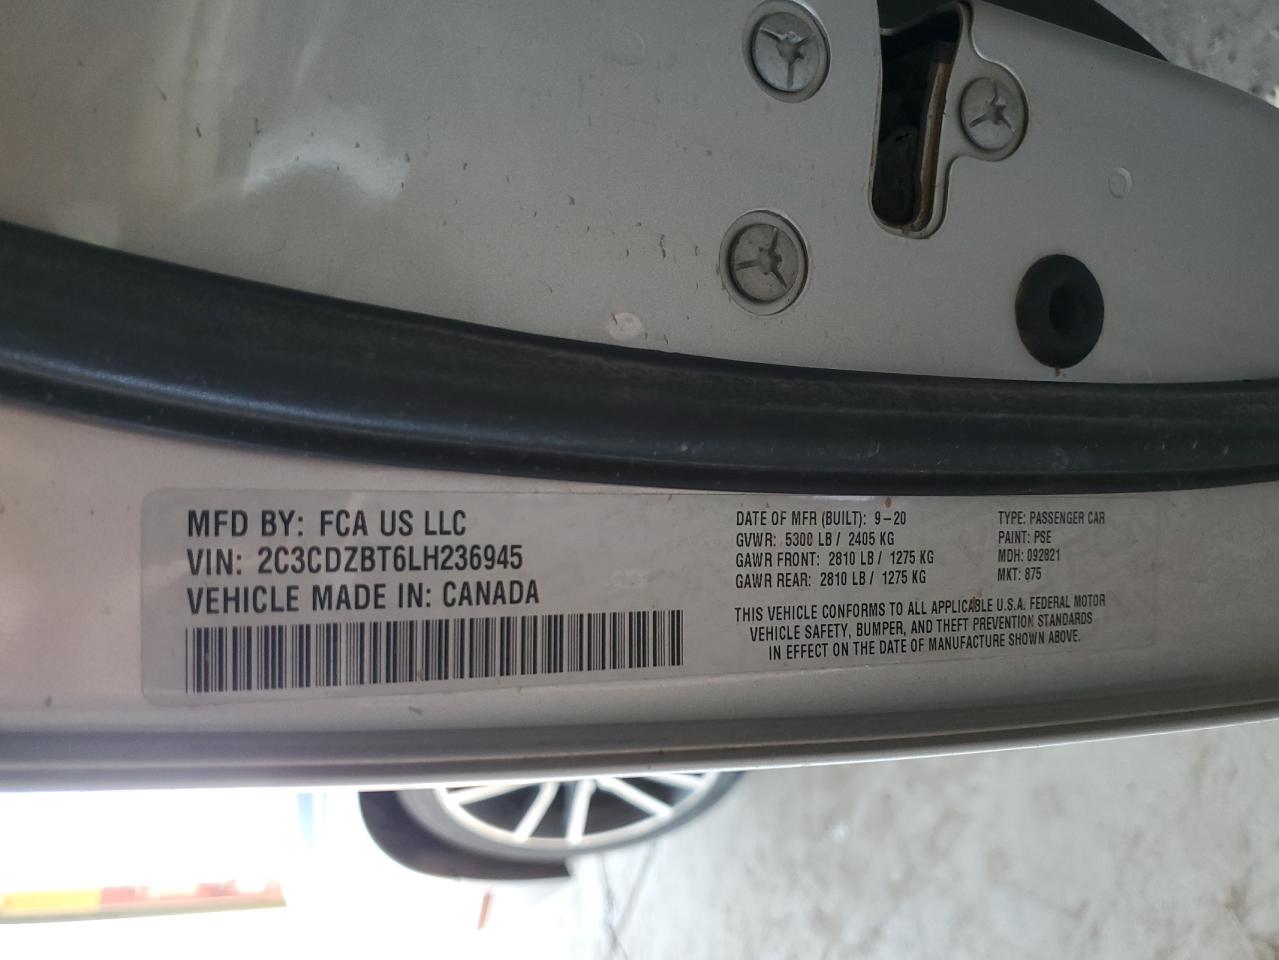 MFD BY: FCA US LLC
VIN: 2C3CDZBT6LH236945
VEHICLE MADE IN: CANADA
DATE OF MFR (BUILT): 9-20
GVWR: 5300 LB / 2405 KG
GAWR FRONT: 2810 LB / 1275 KG
GAWR REAR: 2810 LB / 1275 KG
TYPE: PASSENGER CAR
PAINT: PSE
MDH: 092821
MKT: 875
THIS VEHICLE CONFORMS TO ALL APPLICABLE U.S.A. FEDERAL MOTOR
VEHICLE SAFETY, BUMPER, AND THEFT PREVENTION STANDARDS
IN EFFECT ON THE DATE OF MANUFACTURE SHOWN ABOVE.